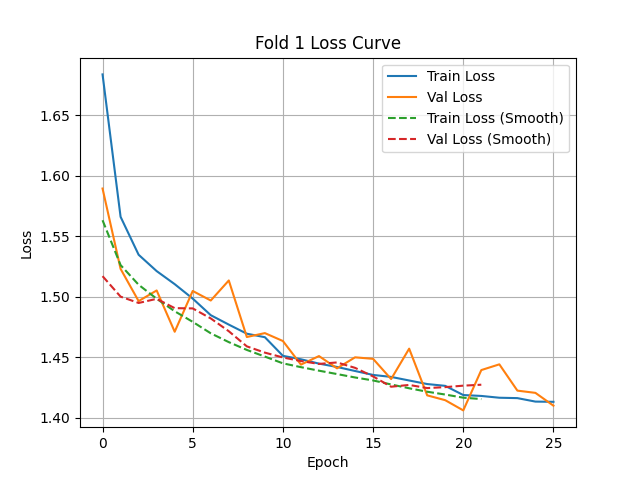 Fold 1 Loss Curve
Train Loss
Val Loss
Train Loss (Smooth)
Val Loss (Smooth)
Loss
1.65
1.60
1.55
1.50
1.45
1.40
0 5 10 15 20 25
Epoch